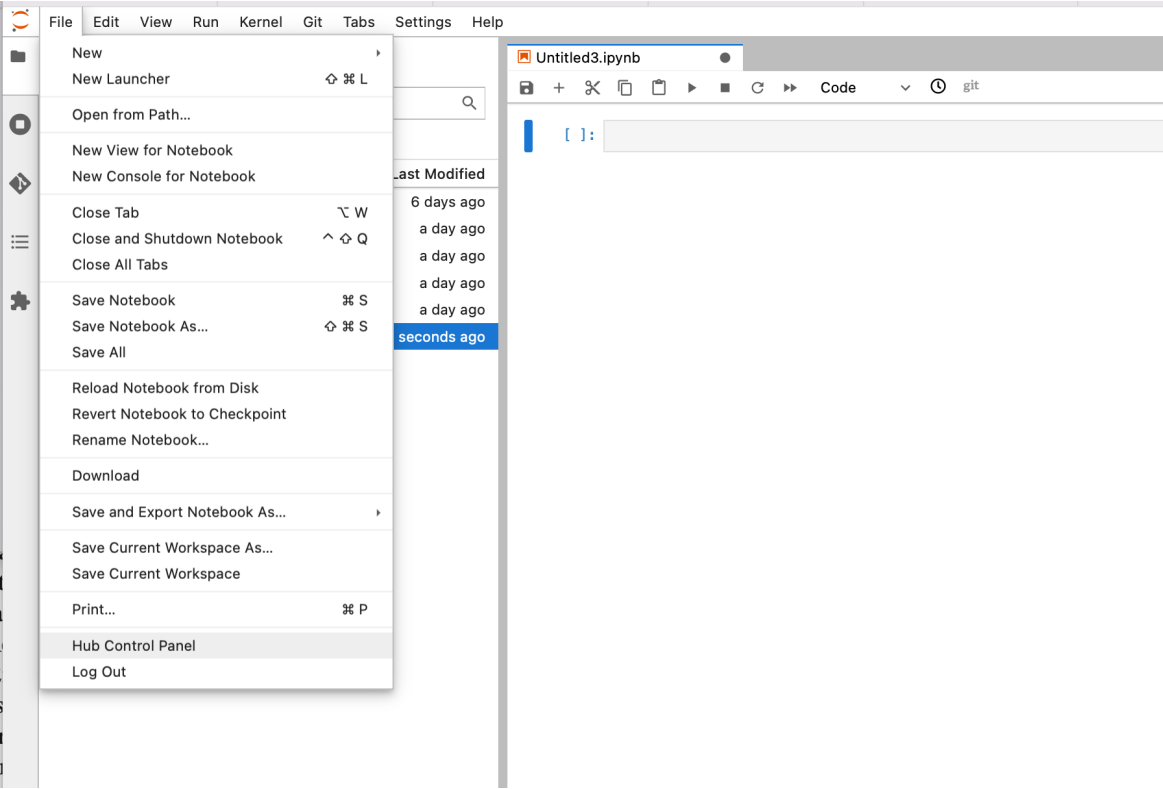 File Edit View Run Kernel Git Tabs Settings Help
New
New Launcher ⇧ ⌘ L
Open from Path...
New View for Notebook
New Console for Notebook
Close Tab ⌥ W
Close and Shutdown Notebook ^ ⇧ Q
Close All Tabs
Save Notebook ⌘ S
Save Notebook As... ⇧ ⌘ S
Save All
Reload Notebook from Disk
Revert Notebook to Checkpoint
Rename Notebook...
Download
Save and Export Notebook As...
Save Current Workspace As...
Save Current Workspace
Print... ⌘ P
Hub Control Panel
Log Out
Last Modified
6 days ago
a day ago
a day ago
a day ago
a day ago
seconds ago
Untitled3.ipynb
Code git
[ ]: